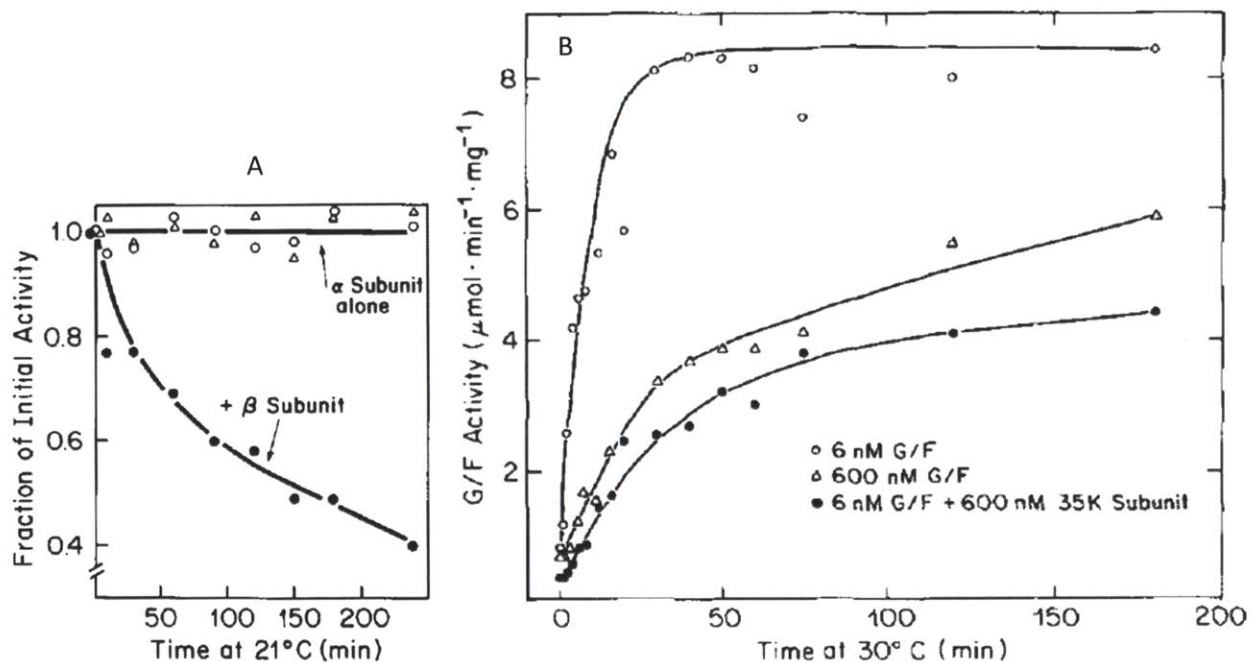 A
Fraction of Initial Activity
1.0
0.8
0.6
0.4
α Subunit
alone
+ β Subunit
50 100 150 200
Time at 21°C (min)
B
G/F Activity (μmol·min⁻¹·mg⁻¹)
8
6
4
2
○ 6 nM G/F
△ 600 nM G/F
● 6 nM G/F + 600 nM 35K Subunit
0 50 100 150 200
Time at 30° C (min)